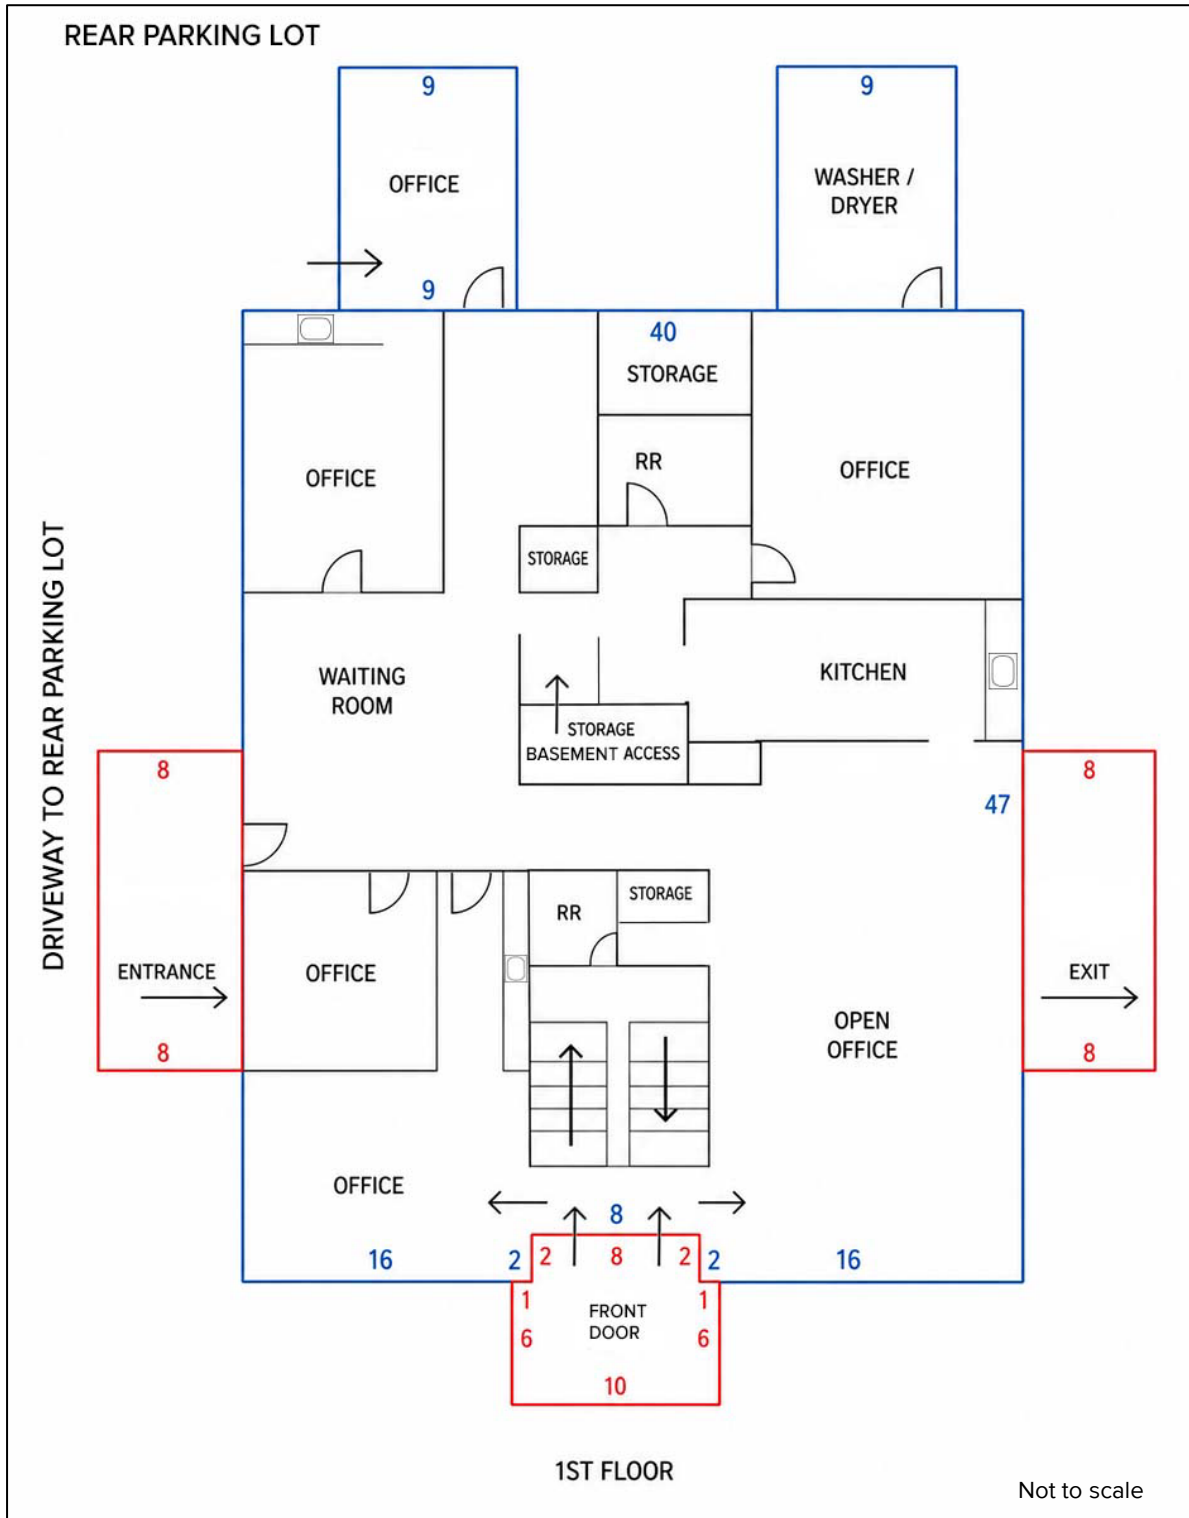 REAR PARKING LOT
9
9
OFFICE
WASHER /
DRYER
9
40
STORAGE
OFFICE
RR
OFFICE
STORAGE
DRIVEWAY TO REAR PARKING LOT
WAITING
ROOM
KITCHEN
STORAGE
BASEMENT ACCESS
8
8
47
RR
STORAGE
ENTRANCE
OFFICE
EXIT
OPEN
OFFICE
8
8
OFFICE
8
16
2
2
8
2
2
16
1
1
FRONT
DOOR
6
6
10
1ST FLOOR
Not to scale